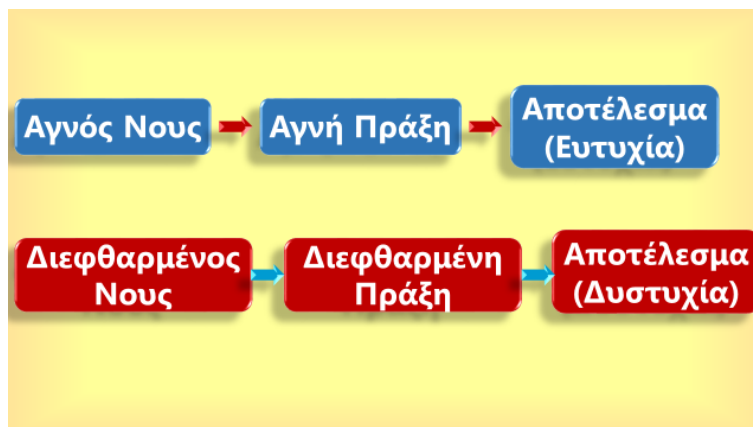 Αγνός Νους
Αγνή Πράξη
Αποτέλεσμα
(Ευτυχία)
Διεφθαρμένος
Νους
Διεφθαρμένη
Πράξη
Αποτέλεσμα
(Δυστυχία)